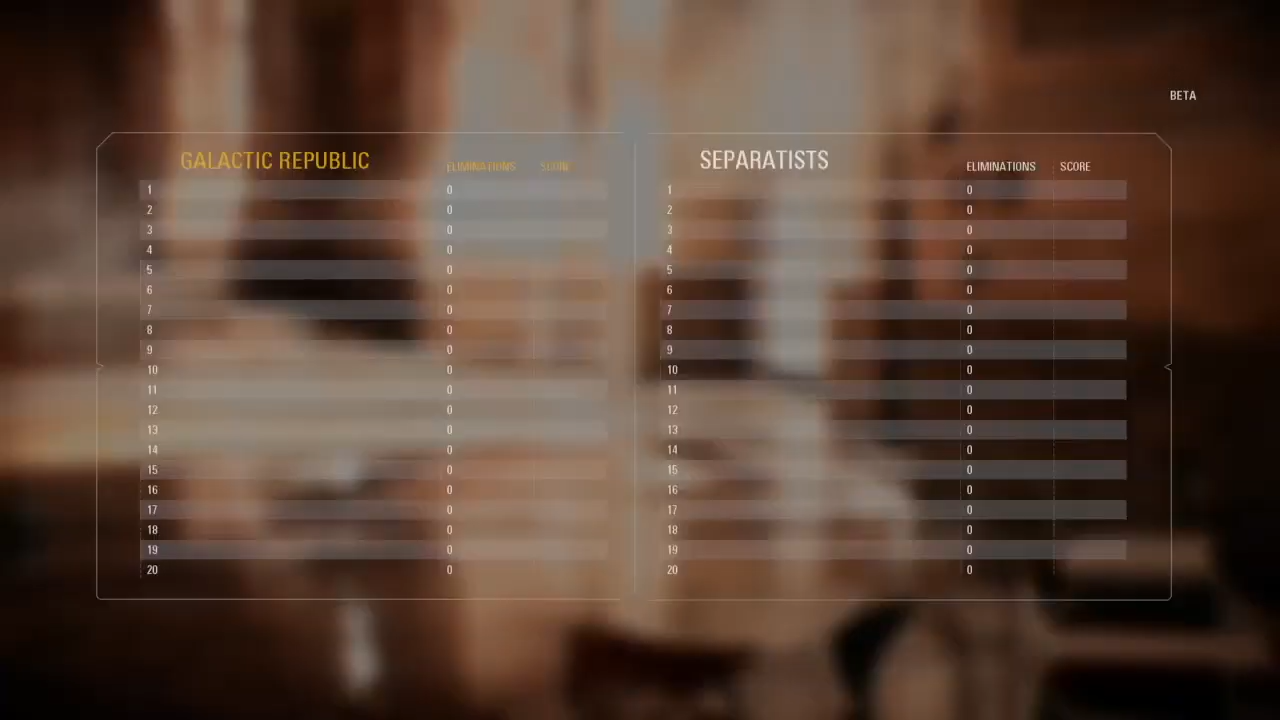 BETA
GALACTIC REPUBLIC ELIMINATIONS SCORE
SEPARATISTS ELIMINATIONS SCORE
1 0 1 0
2 0 2 0
3 0 3 0
4 0 4 0
5 0 5 0
6 0 6 0
7 0 7 0
8 0 8 0
9 0 9 0
10 0 10 0
11 0 11 0
12 0 12 0
13 0 13 0
14 0 14 0
15 0 15 0
16 0 16 0
17 0 17 0
18 0 18 0
19 0 19 0
20 0 20 0